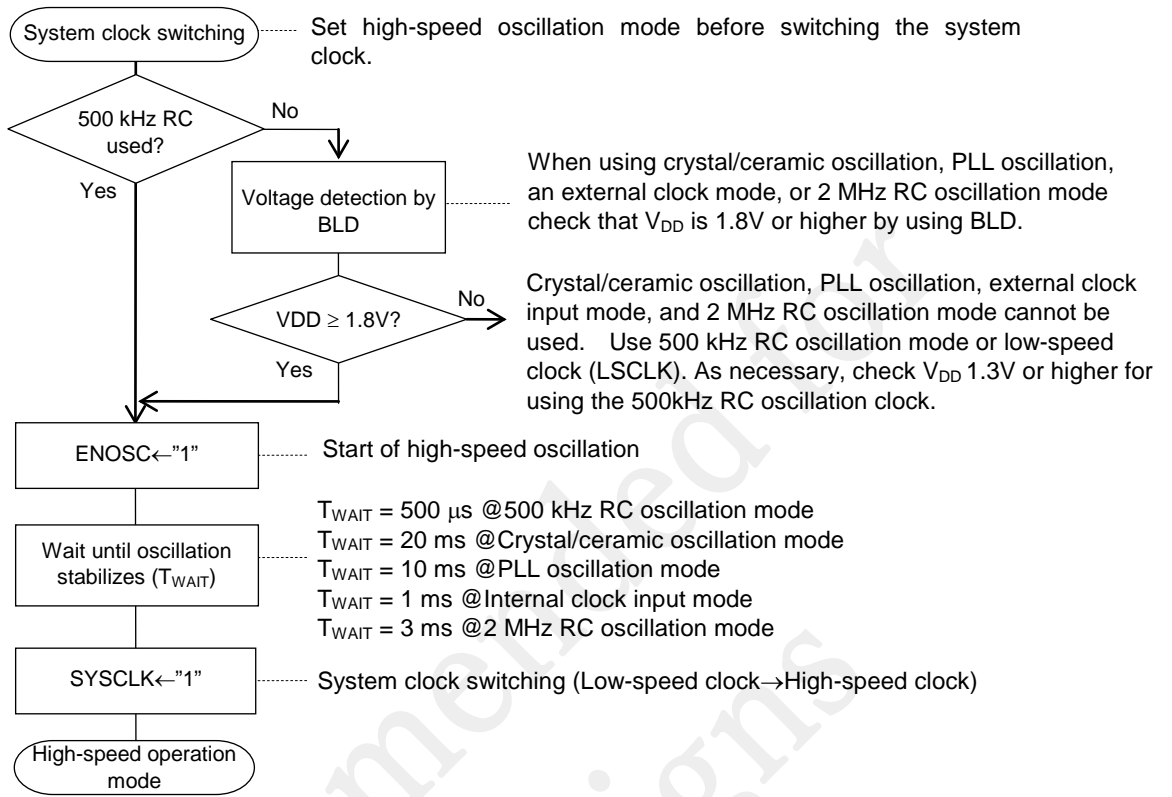 System clock switching
Set high-speed oscillation mode before switching the system
clock.
500 kHz RC
used?
No
Yes
Voltage detection by
BLD
When using crystal/ceramic oscillation, PLL oscillation,
an external clock mode, or 2 MHz RC oscillation mode
check that VDD is 1.8V or higher by using BLD.
VDD ≥ 1.8V?
No
Yes
Crystal/ceramic oscillation, PLL oscillation, external clock
input mode, and 2 MHz RC oscillation mode cannot be
used. Use 500 kHz RC oscillation mode or low-speed
clock (LSCLK). As necessary, check VDD 1.3V or higher for
using the 500kHz RC oscillation clock.
ENOSC←"1"
Start of high-speed oscillation
Wait until oscillation
stabilizes (TWAIT)
TWAIT = 500 μs @500 kHz RC oscillation mode
TWAIT = 20 ms @Crystal/ceramic oscillation mode
TWAIT = 10 ms @PLL oscillation mode
TWAIT = 1 ms @Internal clock input mode
TWAIT = 3 ms @2 MHz RC oscillation mode
SYSCLK←"1"
System clock switching (Low-speed clock→High-speed clock)
High-speed operation
mode